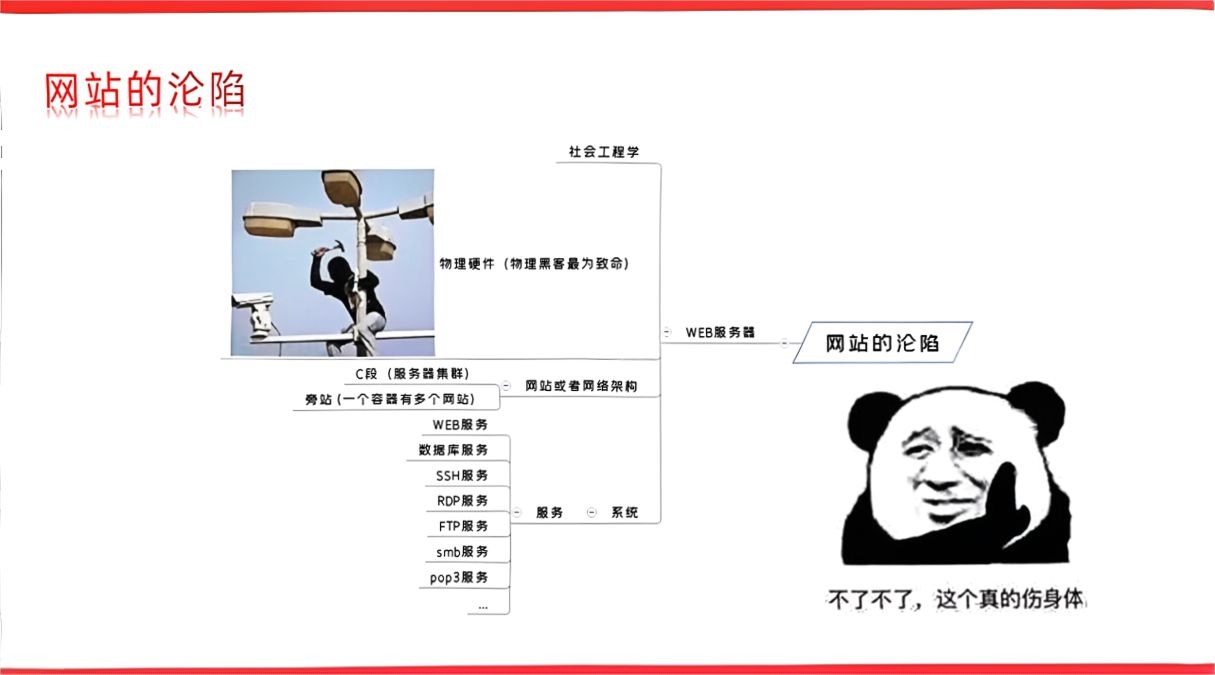 网站的沦陷
社会工程学
物理硬件（物理黑客最为致命）
WEB服务器
网站的沦陷
C段（服务器集群）
网站或者网络架构
旁站(一个容器有多个网站)
WEB服务
数据库服务
SSH服务
RDP服务
服务
系统
FTP服务
smb服务
pop3服务
...
不了不了，这个真的伤身体